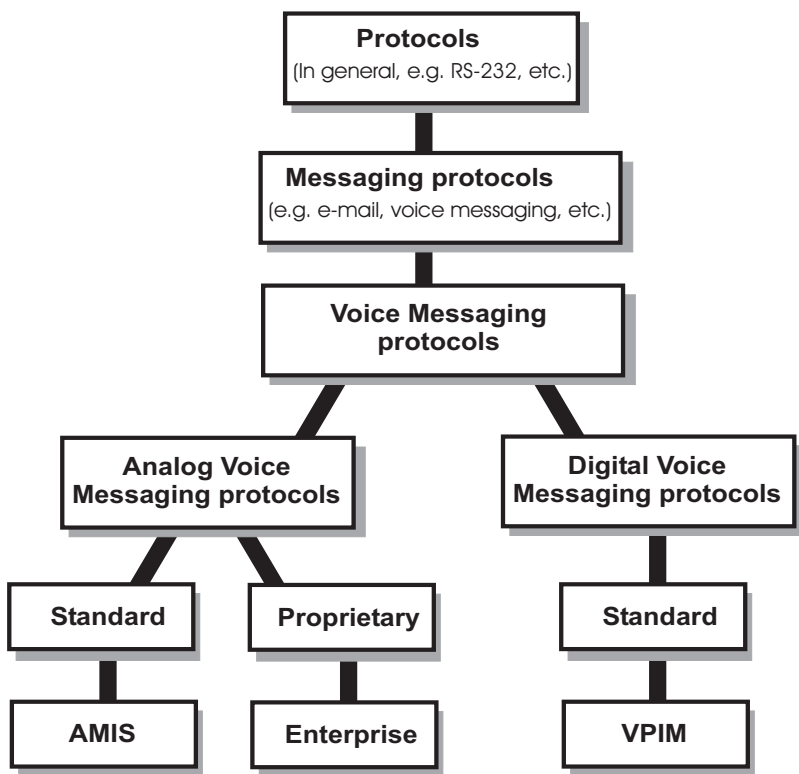 Protocols
(In general, e.g. RS-232, etc.)
Messaging protocols
(e.g. e-mail, voice messaging, etc.)
Voice Messaging
protocols
Analog Voice
Messaging protocols
Digital Voice
Messaging protocols
Standard
Proprietary
Standard
AMIS
Enterprise
VPIM